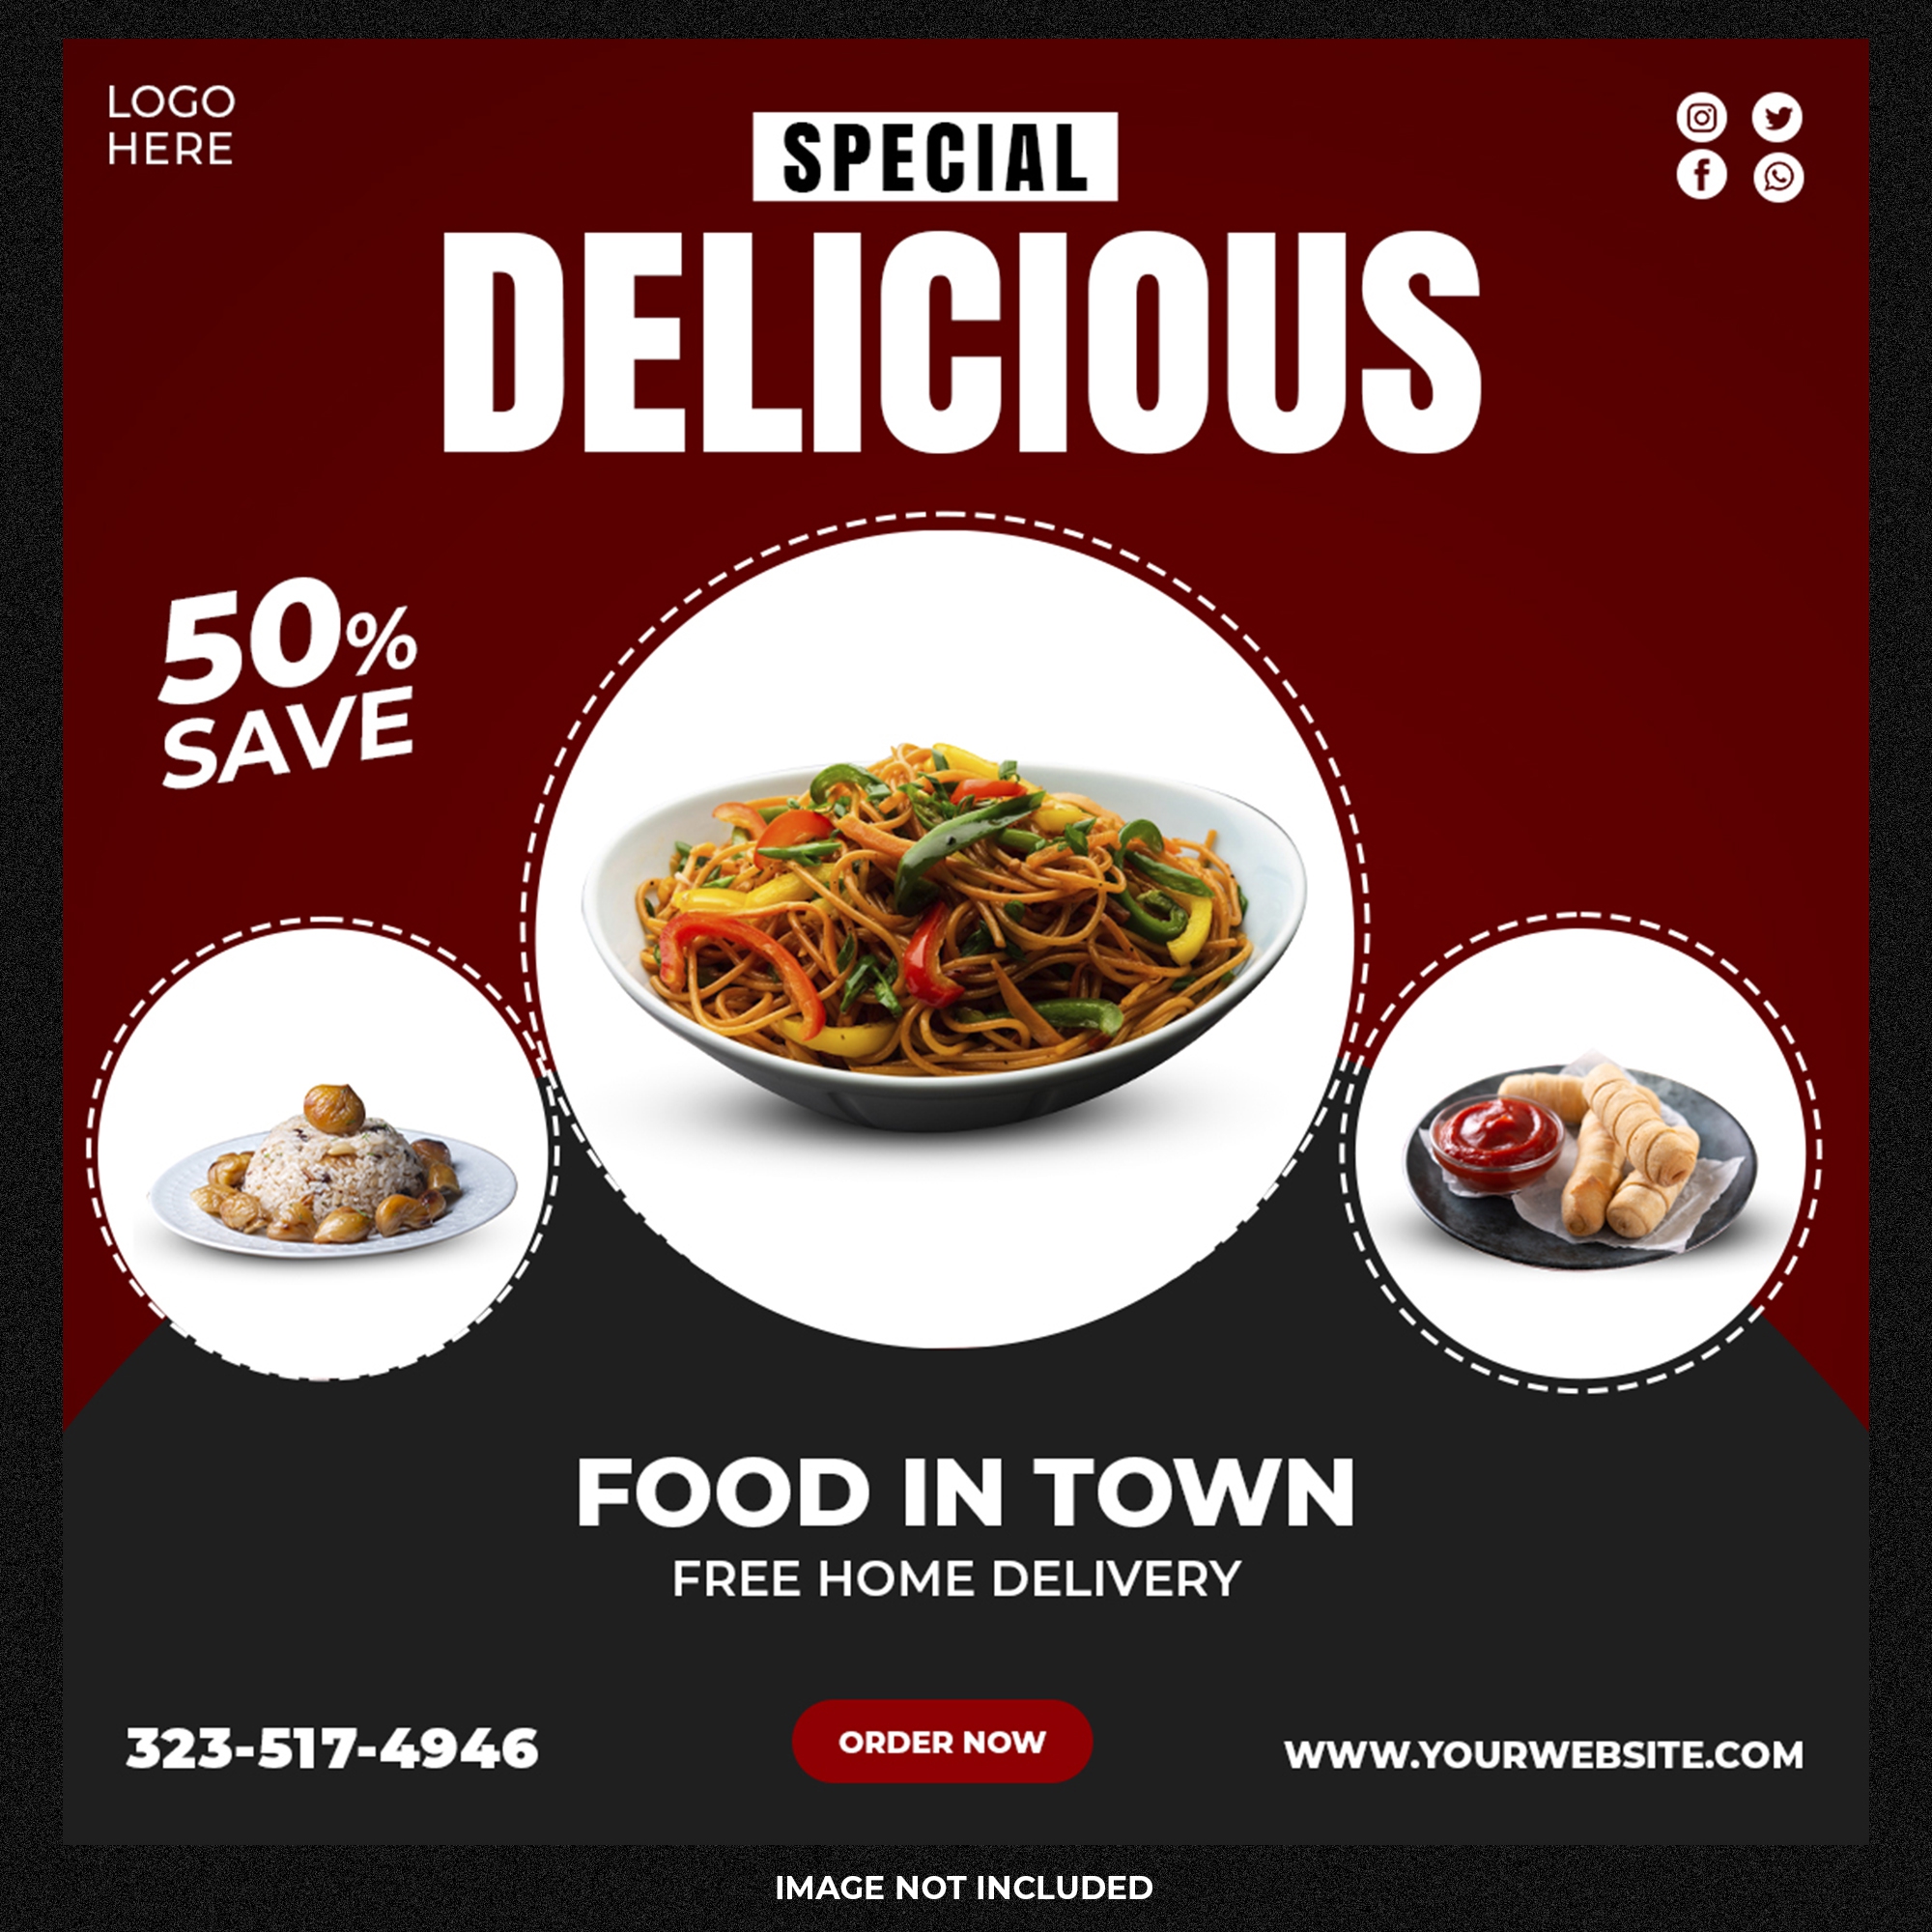 LOGO
HERE
SPECIAL
DELICIOUS
50%
SAVE
FOOD IN TOWN
FREE HOME DELIVERY
323-517-4946
ORDER NOW
WWW.YOURWEBSITE.COM
IMAGE NOT INCLUDED